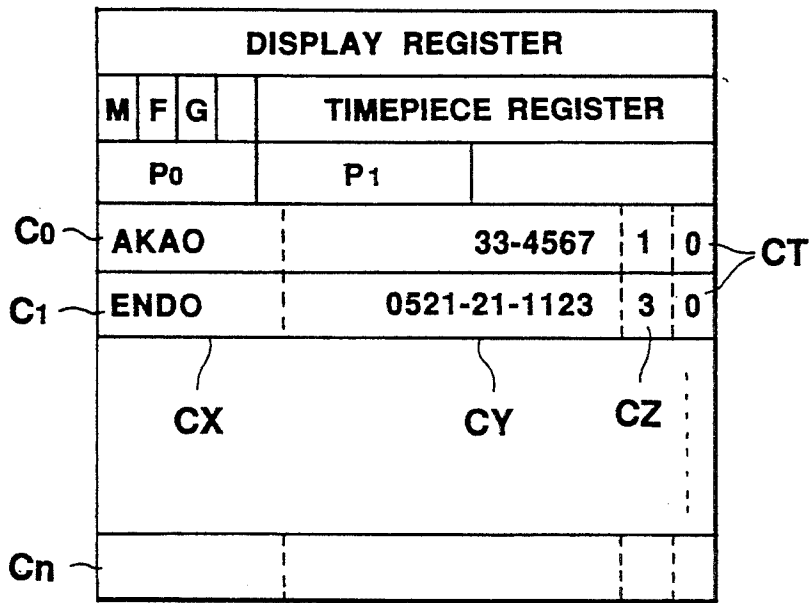 DISPLAY REGISTER
M F G TIMEPIECE REGISTER
P0 P1
C0 AKAO 33-4567 1 0 CT
C1 ENDO 0521-21-1123 3 0
CX CY CZ
Cn